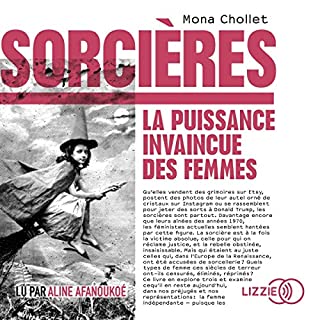 Mona Chollet
SORCIÈRES
LA PUISSANCE
INVAINCUE
DES FEMMES
Qu'elles vendent des grimoires sur Etsy,
postent des photos de leur autel orné de
cristaux sur Instagram ou se rassemblent
pour jeter des sorts à Donald Trump, les
sorcières sont partout. Davantage encore
que leurs aînées des années 1970,
les féministes actuelles semblent hantées
par cette figure. La sorcière est à la fois
la victime absolue, celle pour qui on
réclame justice, et la rebelle obstinée,
insaisissable. Mais qui étaient au juste
celles qui, dans l'Europe de la Renaissance,
ont été accusées de sorcellerie? Quels
types de femme ces siècles de terreur
ont-ils censurés, éliminés, réprimés?
Ce livre en explore trois et examine
ce qu'il en reste aujourd'hui,
dans nos préjugés et nos
représentations: la femme
indépendante — puisque les
LU PAR ALINE AFANOUKOÉ
LIZZIE